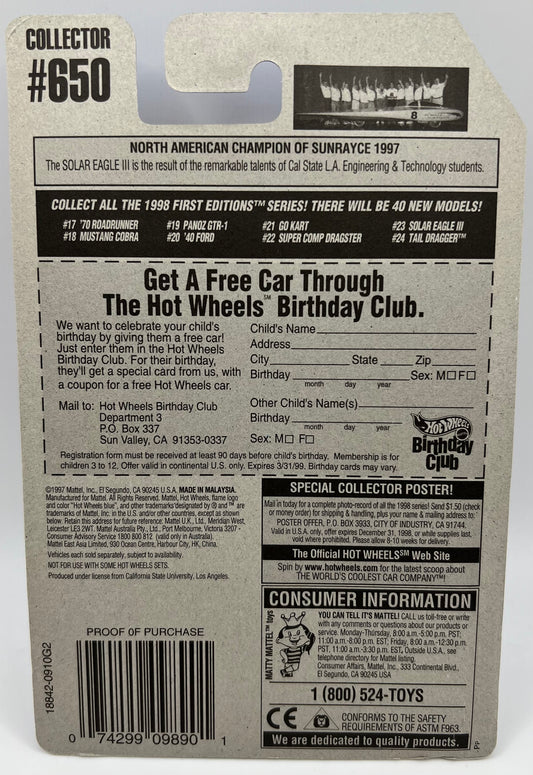 COLLECTOR
#650
8
NORTH AMERICAN CHAMPION OF SUNRAYCE 1997
The SOLAR EAGLE III is the result of the remarkable talents of Cal State L.A. Engineering & Technology students.
COLLECT ALL THE 1998 FIRST EDITIONS™ SERIES! THERE WILL BE 40 NEW MODELS!
#17 '70 ROADRUNNER #19 PANOZ GTR-1 #21 GO KART #23 SOLAR EAGLE III
#18 MUSTANG COBRA #20 '40 FORD #22 SUPER COMP DRAGSTER #24 TAIL DRAGGER™
Get A Free Car Through
The Hot Wheels℠ Birthday Club.
We want to celebrate your child's
birthday by giving them a free car!
Just enter them in the Hot Wheels
Birthday Club. For their birthday,
they'll get a special card from us, with
a coupon for a free Hot Wheels car.
Mail to: Hot Wheels Birthday Club
Department 3
P.O. Box 337
Sun Valley, CA 91353-0337
Child's Name
Address
City State Zip
Birthday Sex: M□ F□
month day year
Other Child's Name(s)
Birthday
month day year
Sex: M□ F□
Hot Wheels
Birthday
Club
Registration form must be received at least 90 days before child's birthday. Membership is for
children 3 to 12. Offer valid in continental U.S. only. Expires 3/31/99. Birthday cards may vary.
©1997 Mattel, Inc., El Segundo, CA 90245 U.S.A. MADE IN MALAYSIA.
Manufactured for Mattel. All Rights Reserved. Mattel, Hot Wheels, flame logo
and color "Hot Wheels blue", and other trademarks designated by ® and ™ are
trademarks of Mattel, Inc. in the U.S. and/or other countries, except as shown
below. Retain this address for future reference: Mattel U.K., Ltd., Meridian West,
Leicester LE3 2WT. Mattel Australia Pty., Ltd., Port Melbourne, Victoria 3207 -
Consumer Advisory Service 1800 800 812 (valid only in Australia).
Mattel East Asia Limited, 930 Ocean Centre, Harbour City, HK, China.
Vehicles each sold separately, subject to availability.
NOT FOR USE WITH SOME HOT WHEELS SETS.
Produced under license from California State University, Los Angeles.
SPECIAL COLLECTOR POSTER!
Mail in today for a complete photo-record of all the 1998 series! Send $1.50 (check
or money order) for shipping & handling, plus your name & mailing address to:
POSTER OFFER, P.O. BOX 3933, CITY OF INDUSTRY, CA 91744.
Valid in U.S.A. only, offer expires December 31, 1998, or while supplies last,
void where prohibited. Please allow 8-10 weeks for delivery.
The Official HOT WHEELS℠ Web Site
Spin by www.hotwheels.com for the latest scoop about
THE WORLD'S COOLEST CAR COMPANY™!
CONSUMER INFORMATION
MATTY MATTEL™ toys
YOU CAN TELL IT'S MATTEL! CALL us toll-free or write
with any comments or questions about our products or
service. Monday-Thursday, 8:00 a.m.-5:00 p.m. PST;
11:00 a.m.-8:00 p.m. EST; Friday, 8:00 a.m.-12:30 p.m.
PST, 11:00 a.m.-3:30 p.m. EST, Outside U.S.A., see
telephone directory for Mattel listing.
Consumer Affairs, Mattel, Inc., 333 Continental Blvd.,
El Segundo, CA 90245 USA
1 (800) 524-TOYS
CE CONFORMS TO THE SAFETY
REQUIREMENTS OF ASTM F963.
We are dedicated to quality products.
PROOF OF PURCHASE
18842-0910G2
0 74299 09890 1